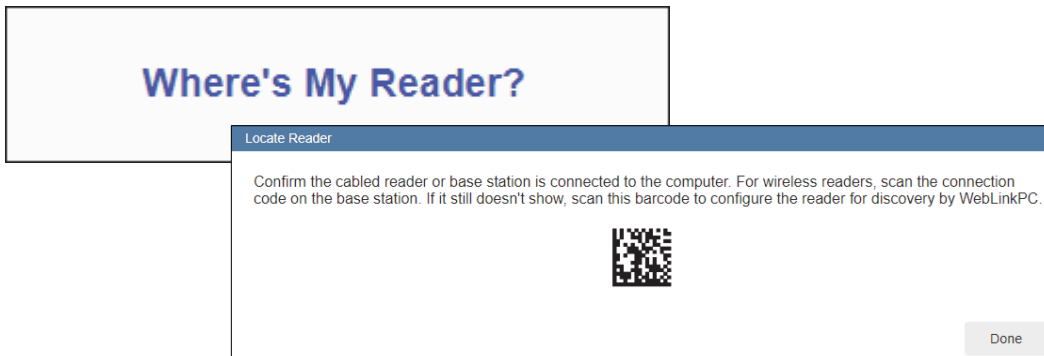 Where's My Reader?
Locate Reader
Confirm the cabled reader or base station is connected to the computer. For wireless readers, scan the connection
code on the base station. If it still doesn't show, scan this barcode to configure the reader for discovery by WebLinkPC.
Done